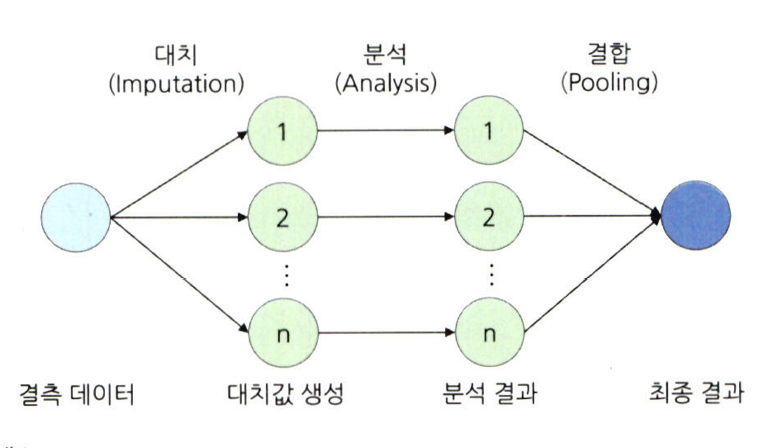 대치
(Imputation)
분석
(Analysis)
결합
(Pooling)
1
1
2
2
⋮
⋮
n
n
결측 데이터
대치값 생성
분석 결과
최종 결과